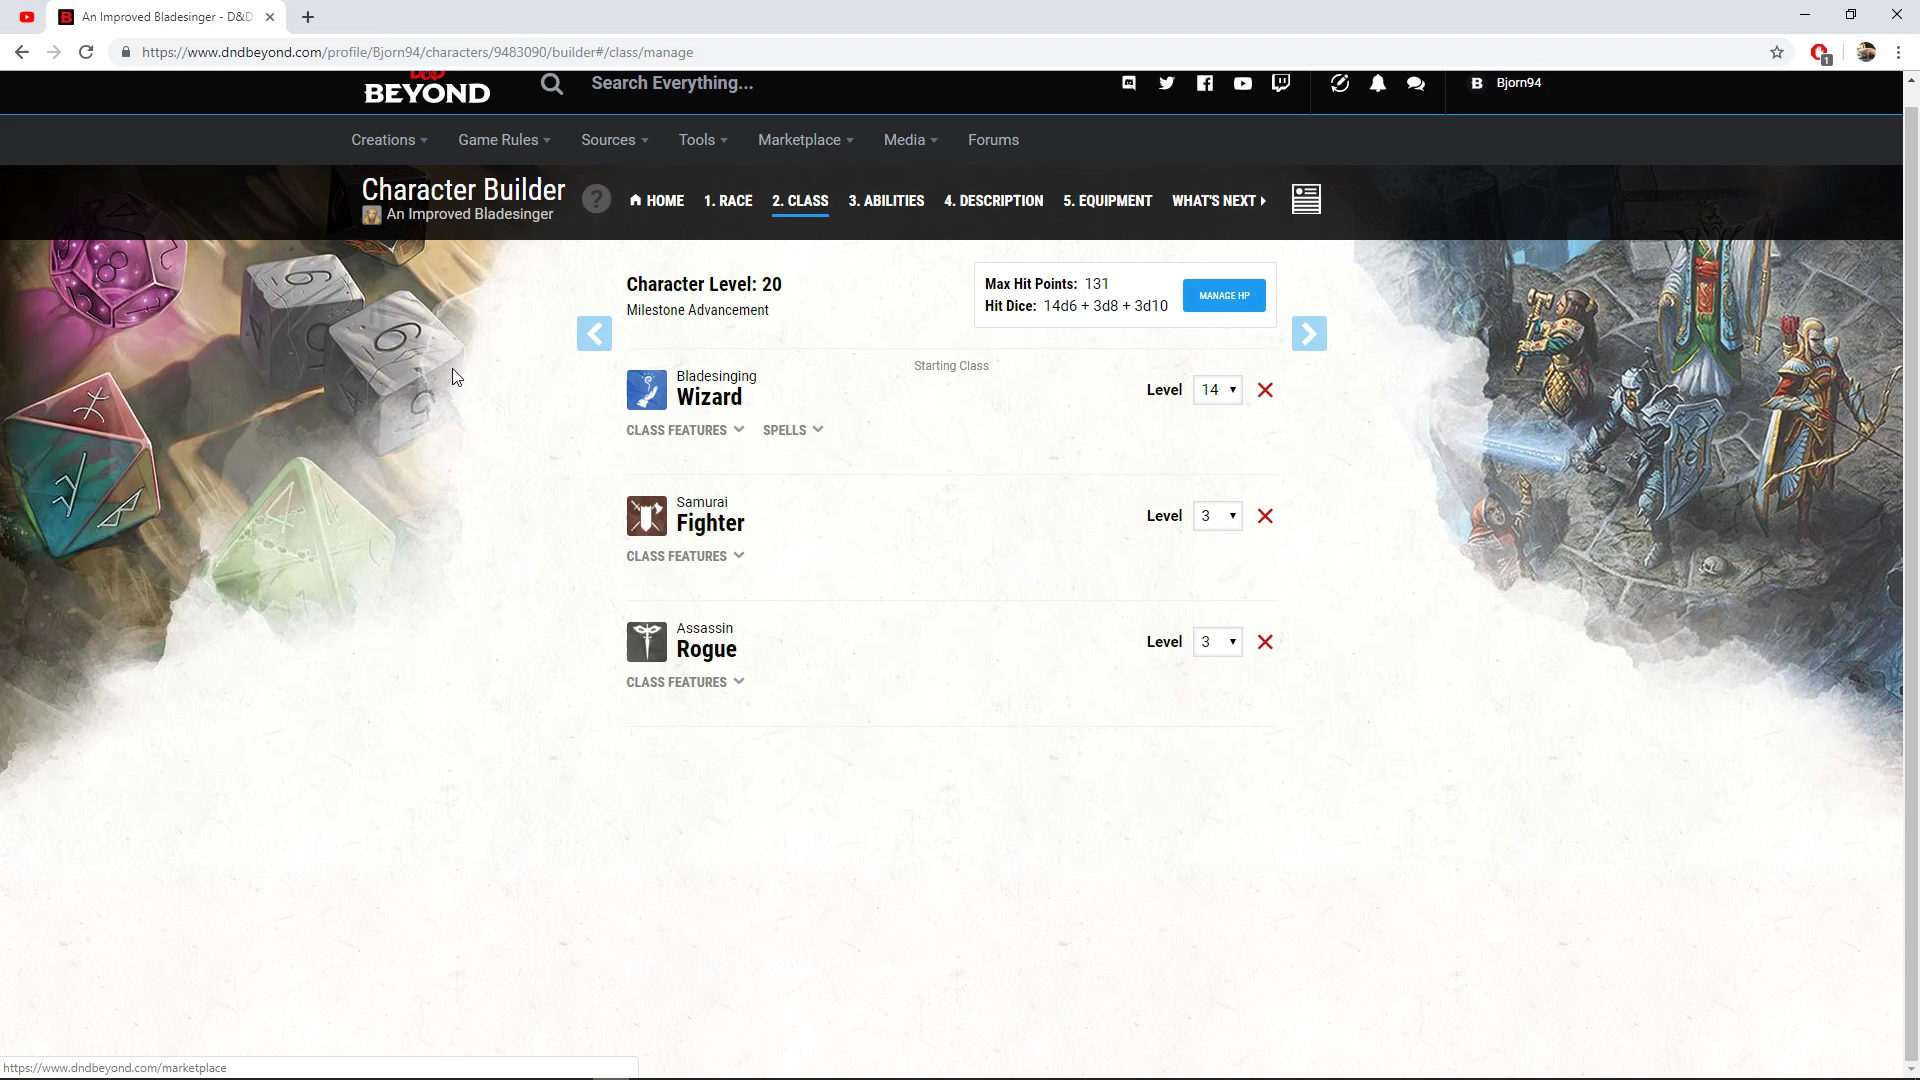 An Improved Bladesinger - D&D
https://www.dndbeyond.com/profile/Bjorn94/characters/9483090/builder#/class/manage
1
D&D
BEYOND
Search Everything...
B Bjorn94
Creations
Game Rules
Sources
Tools
Marketplace
Media
Forums
Character Builder
An Improved Bladesinger
?
HOME
1. RACE
2. CLASS
3. ABILITIES
4. DESCRIPTION
5. EQUIPMENT
WHAT'S NEXT
Character Level: 20
Milestone Advancement
Max Hit Points: 131
Hit Dice: 14d6 + 3d8 + 3d10
MANAGE HP
Starting Class
Bladesinging
Wizard
Level 14
CLASS FEATURES
SPELLS
Samurai
Fighter
Level 3
CLASS FEATURES
Assassin
Rogue
Level 3
CLASS FEATURES
https://www.dndbeyond.com/marketplace